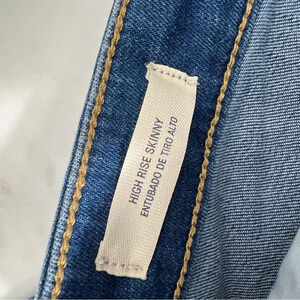 HIGH RISE SKINNY
ENTUBADO DE TIRO ALTO